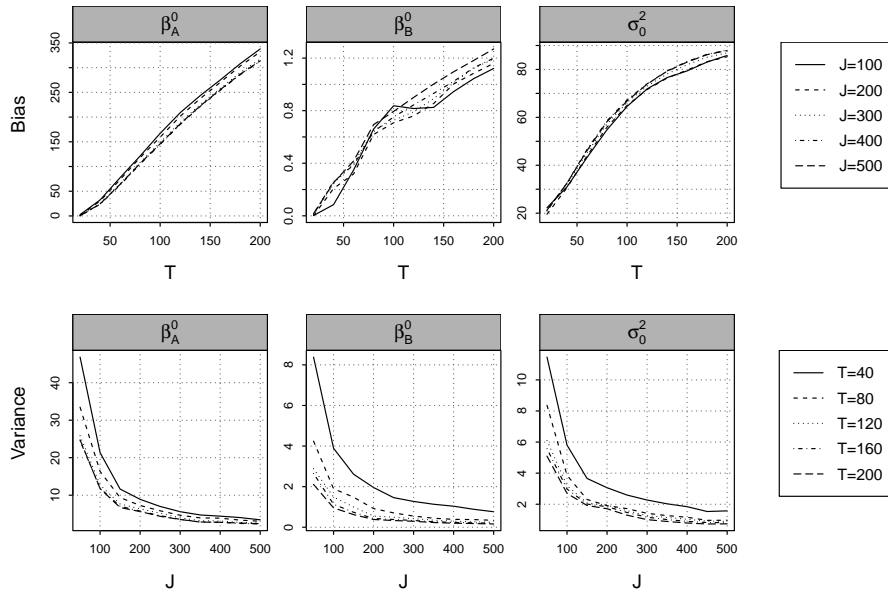 β_A^0
β_B^0
σ_0^2
Bias
350
250
150
50
0
50 100 150 200
T
1.2
0.8
0.4
0.0
50 100 150 200
T
80
60
40
20
50 100 150 200
T
J=100
J=200
J=300
J=400
J=500
β_A^0
β_B^0
σ_0^2
Variance
40
30
20
10
100 200 300 400 500
J
8
6
4
2
0
100 200 300 400 500
J
10
8
6
4
2
100 200 300 400 500
J
T=40
T=80
T=120
T=160
T=200